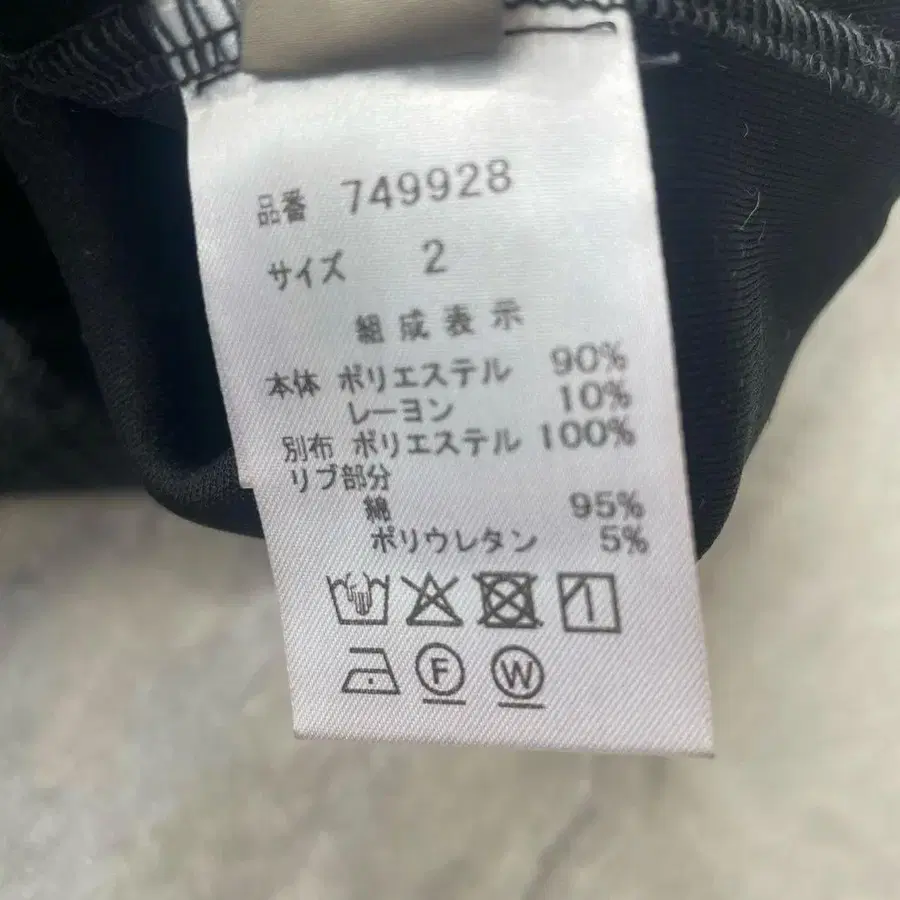 品番 749928
サイズ 2
組成表示
本体 ポリエステル 90%
レーヨン 10%
別布 ポリエステル 100%
リブ部分
綿 95%
ポリウレタン 5%
F W